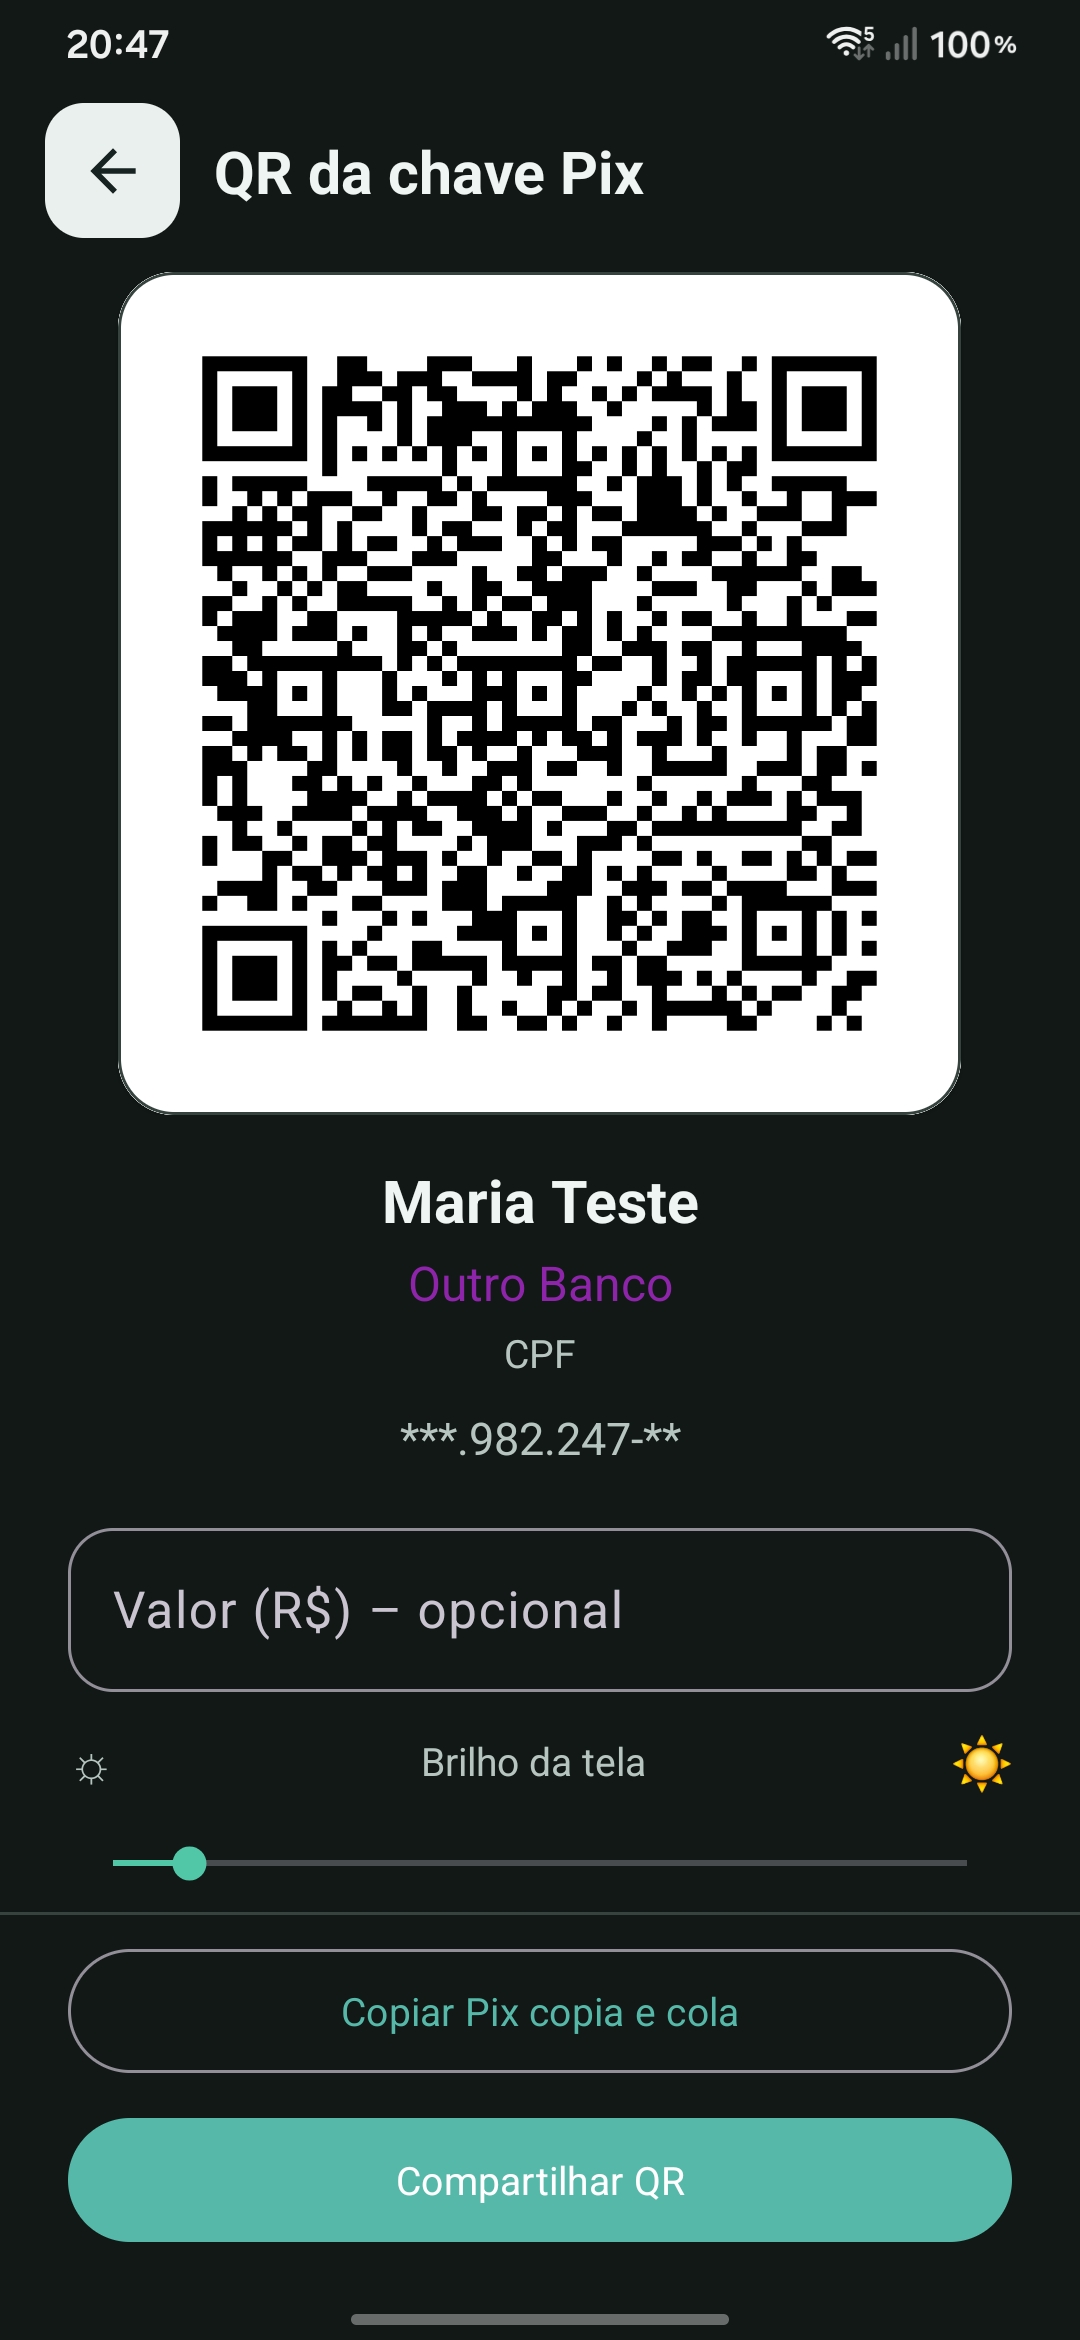 20:47
5 100%
QR da chave Pix
Maria Teste
Outro Banco
CPF
***.982.247-**
Valor (R$) – opcional
Brilho da tela
Copiar Pix copia e cola
Compartilhar QR